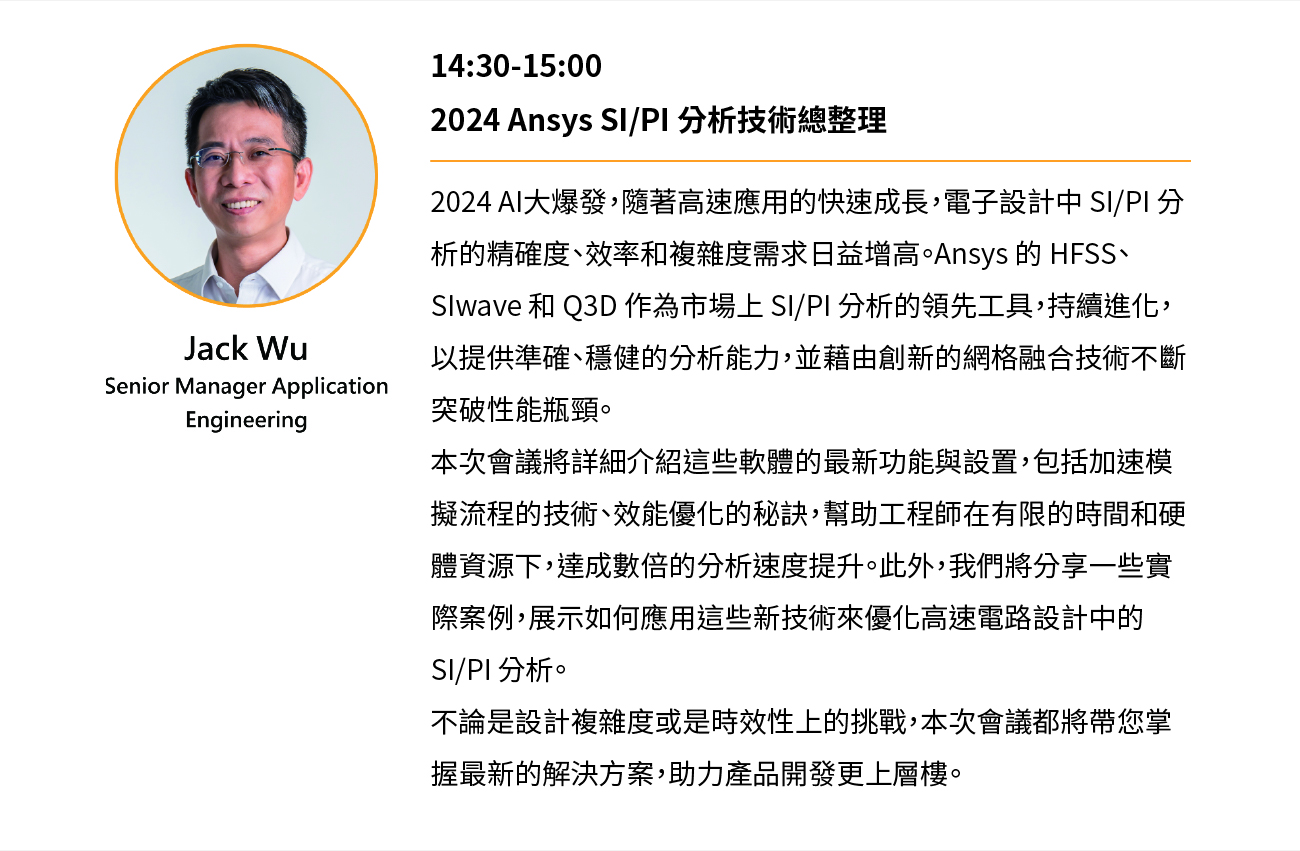 14:30-15:00
2024 Ansys SI/PI 分析技術總整理
2024 AI大爆發，隨著高速應用的快速成長，電子設計中 SI/PI 分
析的精確度、效率和複雜度需求日益增高。Ansys 的 HFSS、
SIwave 和 Q3D 作為市場上 SI/PI 分析的領先工具，持續進化，
以提供準確、穩健的分析能力，並藉由創新的網格融合技術不斷
突破性能瓶頸。
本次會議將詳細介紹這些軟體的最新功能與設置，包括加速模
擬流程的技術、效能優化的秘訣，幫助工程師在有限的時間和硬
體資源下，達成數倍的分析速度提升。此外，我們將分享一些實
際案例，展示如何應用這些新技術來優化高速電路設計中的
SI/PI 分析。
不論是設計複雜度或是時效性上的挑戰，本次會議都將帶您掌
握最新的解決方案，助力產品開發更上層樓。
Jack Wu
Senior Manager Application
Engineering